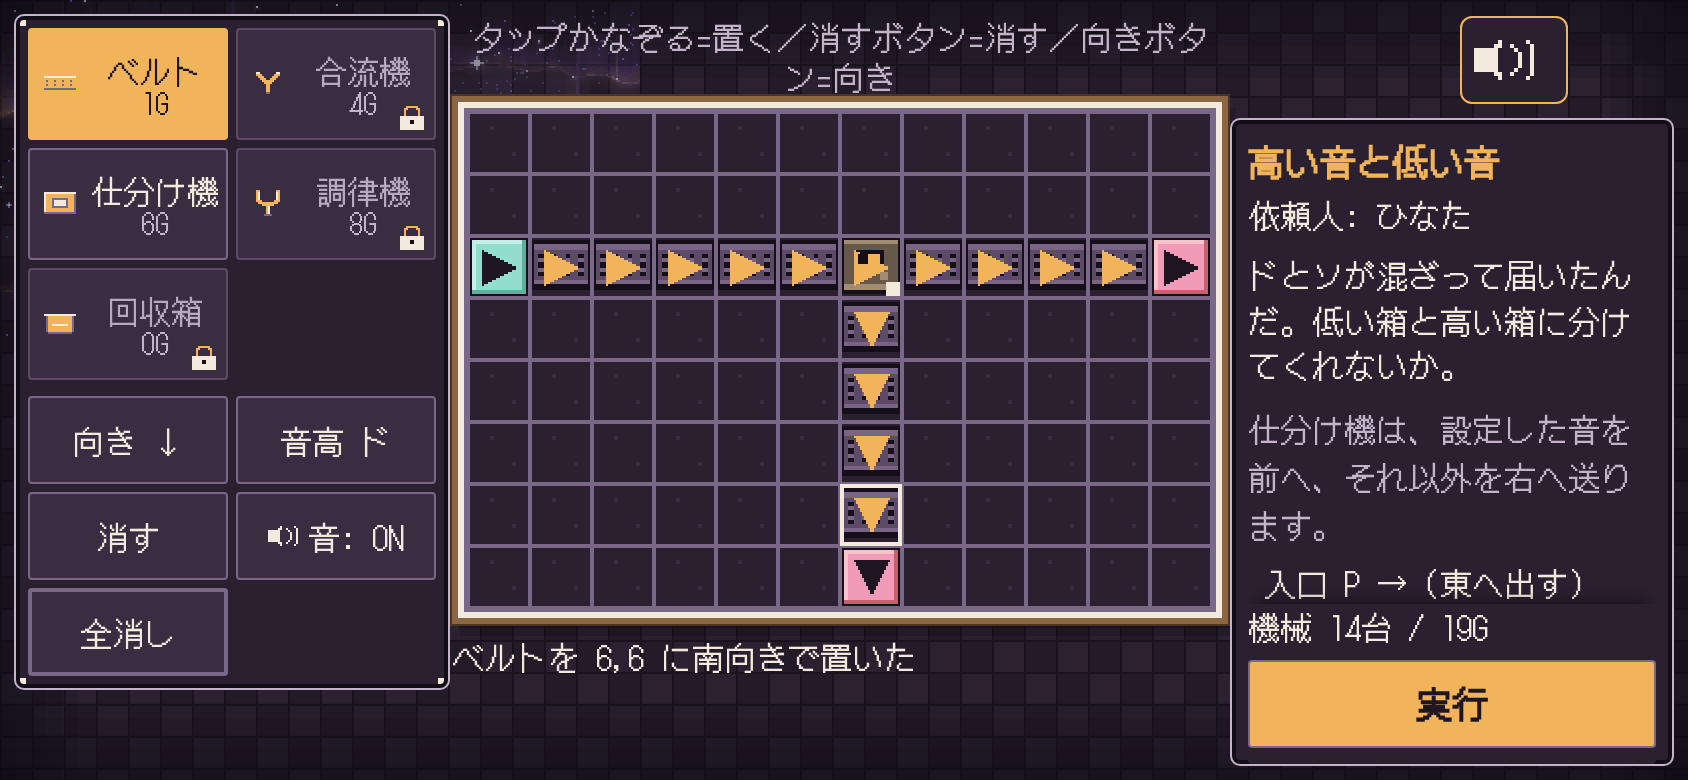 タップかなぞる=置く／消すボタン=消す／向きボタ
ン=向き
ベルト
1G
合流機
4G
仕分け機
6G
調律機
8G
回収箱
0G
向き ↓
音高 ド
消す
音: ON
全消し
ベルトを 6,6 に南向きで置いた
高い音と低い音
依頼人: ひなた
ドとソが混ざって届いたん
だ。低い箱と高い箱に分け
てくれないか。
仕分け機は、設定した音を
前へ、それ以外を右へ送り
ます。
入口 P → (東へ出す)
機械 14台 / 19G
実行